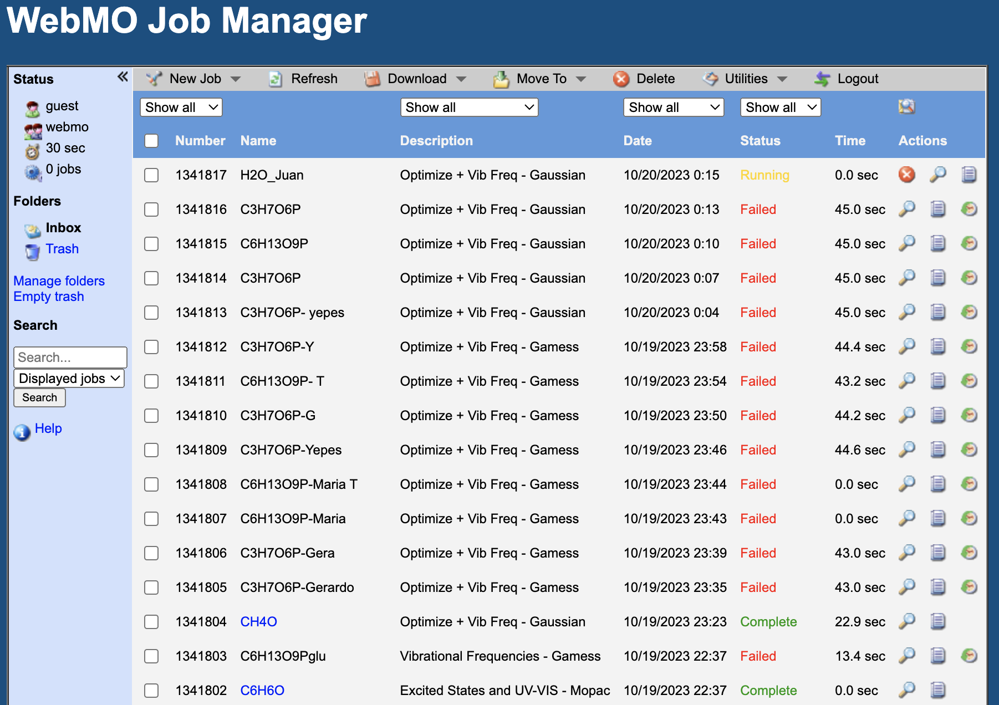 WebMO Job Manager
Status
guest
webmo
30 sec
0 jobs
Folders
Inbox
Trash
Manage folders
Empty trash
Search
Search...
Displayed jobs
Search
Help
New Job Refresh Download Move To Delete Utilities Logout
Show all Show all Show all Show all
Number Name Description Date Status Time Actions
1341817 H2O_Juan Optimize + Vib Freq - Gaussian 10/20/2023 0:15 Running 0.0 sec
1341816 C3H7O6P Optimize + Vib Freq - Gaussian 10/20/2023 0:13 Failed 45.0 sec
1341815 C6H13O9P Optimize + Vib Freq - Gaussian 10/20/2023 0:10 Failed 45.0 sec
1341814 C3H7O6P Optimize + Vib Freq - Gaussian 10/20/2023 0:07 Failed 45.0 sec
1341813 C3H7O6P- yepes Optimize + Vib Freq - Gaussian 10/20/2023 0:04 Failed 45.0 sec
1341812 C3H7O6P-Y Optimize + Vib Freq - Gamess 10/19/2023 23:58 Failed 44.4 sec
1341811 C6H13O9P- T Optimize + Vib Freq - Gamess 10/19/2023 23:54 Failed 43.2 sec
1341810 C3H7O6P-G Optimize + Vib Freq - Gamess 10/19/2023 23:50 Failed 44.2 sec
1341809 C3H7O6P-Yepes Optimize + Vib Freq - Gamess 10/19/2023 23:46 Failed 44.6 sec
1341808 C6H13O9P-Maria T Optimize + Vib Freq - Gamess 10/19/2023 23:44 Failed 0.0 sec
1341807 C6H13O9P-Maria Optimize + Vib Freq - Gamess 10/19/2023 23:43 Failed 0.0 sec
1341806 C3H7O6P-Gera Optimize + Vib Freq - Gamess 10/19/2023 23:39 Failed 43.0 sec
1341805 C3H7O6P-Gerardo Optimize + Vib Freq - Gamess 10/19/2023 23:35 Failed 43.0 sec
1341804 CH4O Optimize + Vib Freq - Gaussian 10/19/2023 23:23 Complete 22.9 sec
1341803 C6H13O9Pglu Vibrational Frequencies - Gamess 10/19/2023 22:37 Failed 13.4 sec
1341802 C6H6O Excited States and UV-VIS - Mopac 10/19/2023 22:37 Complete 0.0 sec